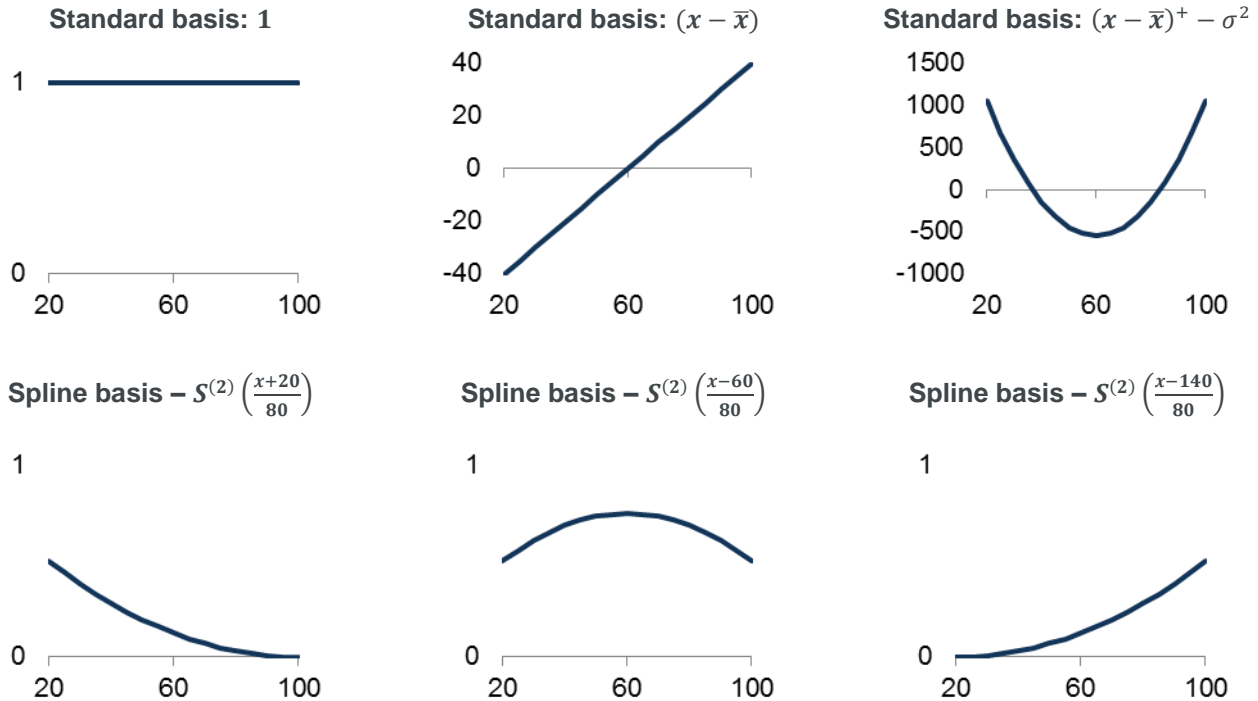 Standard basis: 1
1
0
20 60 100
Standard basis: (x − x̅)
40
20
0
-20
-40
20 60 100
Standard basis: (x − x̅)⁺ − σ²
1500
1000
500
0
-500
-1000
20 60 100
Spline basis – S⁽²⁾ (x+20/80)
1
0
20 60 100
Spline basis – S⁽²⁾ (x−60/80)
1
0
20 60 100
Spline basis – S⁽²⁾ (x−140/80)
1
0
20 60 100